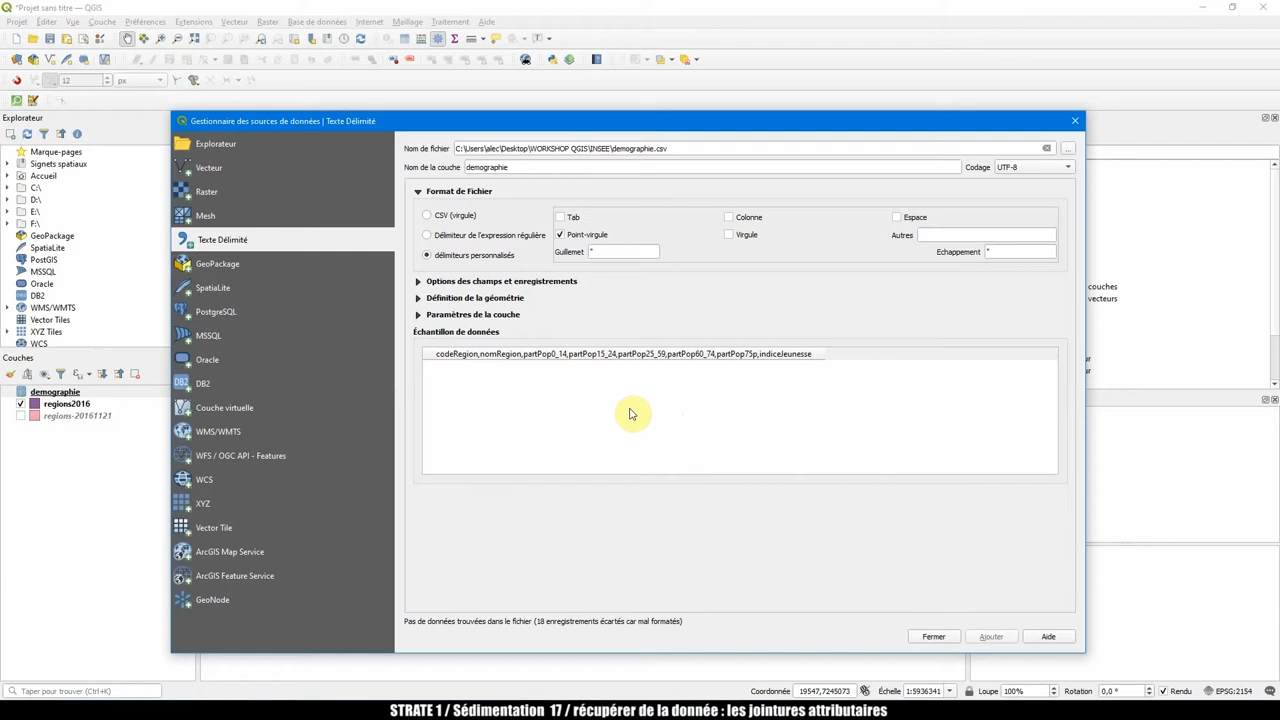 *Projet sans titre — QGIS
Projet Éditer Vue Couche Préférences Extensions Vecteur Raster Base de données Internet Maillage Traitement Aide
12 px
Explorateur
Marque-pages
Signets spatiaux
Accueil
C:\
D:\
E:\
F:\
GeoPackage
SpatiaLite
PostGIS
MSSQL
Oracle
DB2
WMS/WMTS
Vector Tiles
XYZ Tiles
WCS
Couches
demographie
regions2016
regions-20161121
Gestionnaire des sources de données | Texte Délimité
Explorateur
Vecteur
Raster
Mesh
Texte Délimité
GeoPackage
SpatiaLite
PostgreSQL
MSSQL
Oracle
DB2
Couche virtuelle
WMS/WMTS
WFS / OGC API - Features
WCS
XYZ
Vector Tile
ArcGIS Map Service
ArcGIS Feature Service
GeoNode
Nom de fichier C:\Users\alec\Desktop\WORKSHOP QGIS\INSEE\demographie.csv ...
Nom de la couche demographie Codage UTF-8
Format de Fichier
CSV (virgule) Tab Colonne Espace
Délimiteur de l'expression régulière Point-virgule Virgule Autres
délimiteurs personnalisés Guillemet " Echappement "
Options des champs et enregistrements
Définition de la géométrie
Paramètres de la couche
Échantillon de données
codeRegion,nomRegion,partPop0_14,partPop15_24,partPop25_59,partPop60_74,partPop75p,indiceJeunesse
Pas de données trouvées dans le fichier (18 enregistrements écartés car mal formatés)
Fermer Ajouter Aide
couches
vecteurs
ur
Taper pour trouver (Ctrl+K) Coordonnée 19547,7245073 Échelle 1:5936341 Loupe 100% Rotation 0,0 ° Rendu EPSG:2154
STRATE 1 / Sédimentation 17 / récupérer de la donnée : les jointures attributaires